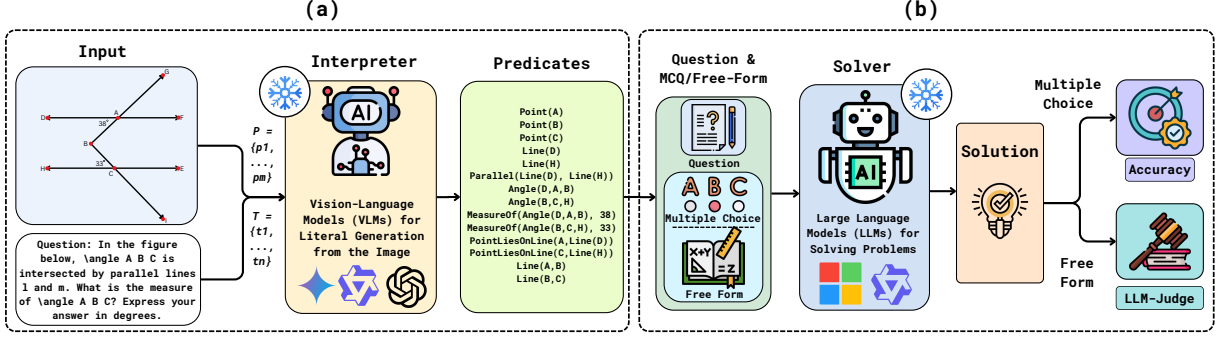 (a)
(b)
Input
G
D
A
F
38°
B
33°
H
C
E
I
Question: In the figure
below, \angle A B C is
intersected by parallel lines
l and m. What is the measure
of \angle A B C? Express your
answer in degrees.
P =
{p1,
...,
pm}
T =
{t1,
...,
tn}
Interpreter
AI
Vision-Language
Models (VLMs) for
Literal Generation
from the Image
Predicates
Point(A)
Point(B)
Point(C)
Line(D)
Line(H)
Parallel(Line(D), Line(H))
Angle(D,A,B)
Angle(B,C,H)
MeasureOf(Angle(D,A,B), 38)
MeasureOf(Angle(B,C,H), 33)
PointLiesOnLine(A,Line(D))
PointLiesOnLine(C,Line(H))
Line(A,B)
Line(B,C)
Question &
MCQ/Free-Form
?
Question
A B C
Multiple Choice
X+Y
=Z
Free Form
Solver
AI
Large Language
Models (LLMs) for
Solving Problems
Solution
Multiple
Choice
Accuracy
Free
Form
LLM-Judge